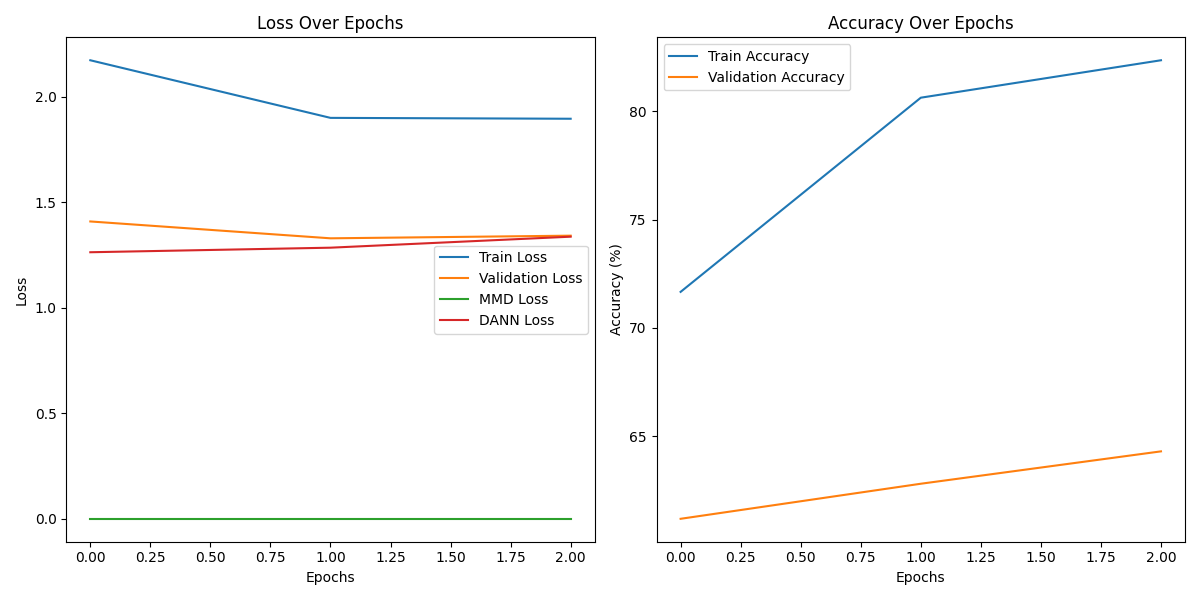 Loss Over Epochs
2.0
1.5
1.0
0.5
0.0
Loss
Train Loss
Validation Loss
MMD Loss
DANN Loss
0.00 0.25 0.50 0.75 1.00 1.25 1.50 1.75 2.00
Epochs
Accuracy Over Epochs
Train Accuracy
Validation Accuracy
80
75
70
65
Accuracy (%)
0.00 0.25 0.50 0.75 1.00 1.25 1.50 1.75 2.00
Epochs